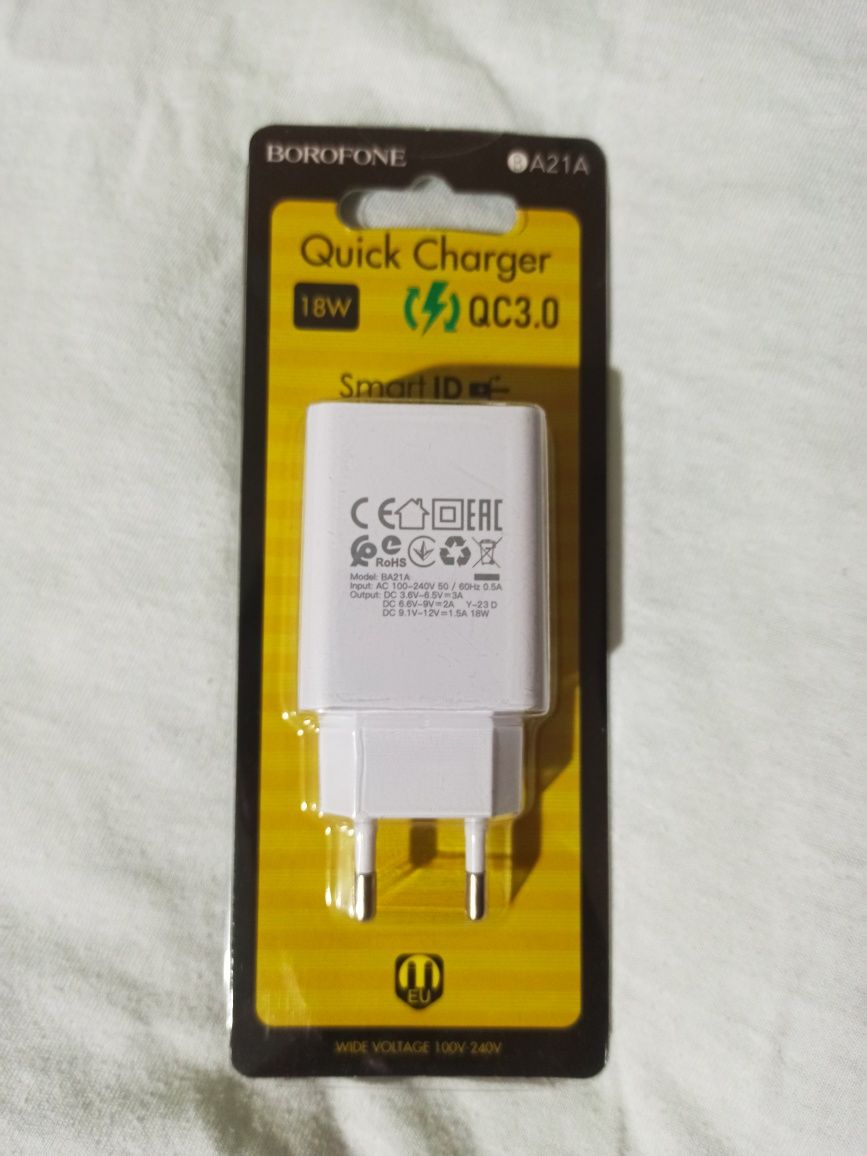 BOROFONE
BA21A
Quick Charger
18W
QC3.0
Smart ID
CE EAC
RoHS
Model: BA21A
Input: AC 100-240V 50 / 60Hz 0.5A
Output: DC 3.6V-6.5V=3A
DC 6.6V-9V=2A Y-23 D
DC 9.1V-12V=1.5A 18W
EU
WIDE VOLTAGE 100V-240V